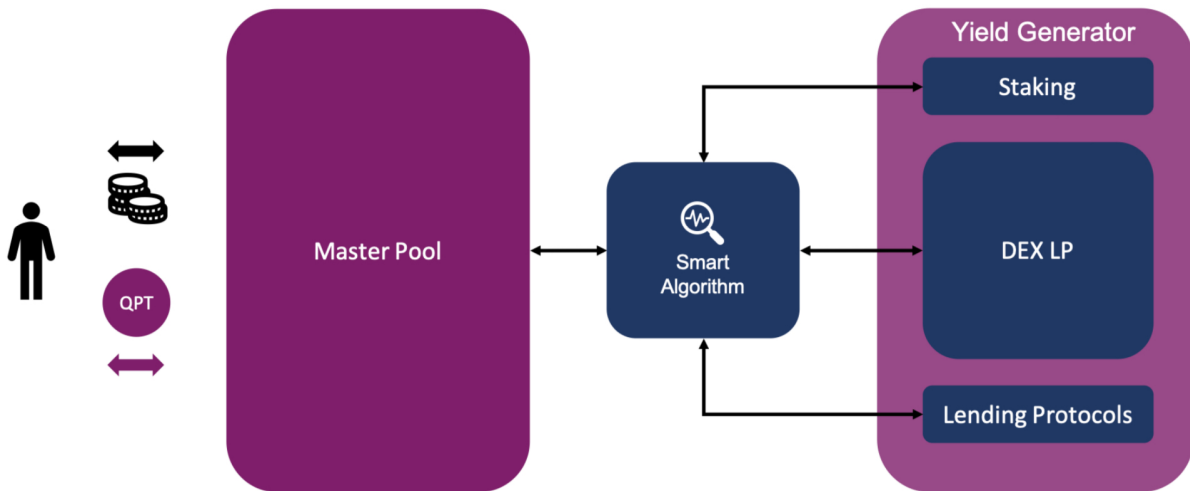 Yield Generator
Staking
QPT
Master Pool
Smart
Algorithm
DEX LP
Lending Protocols